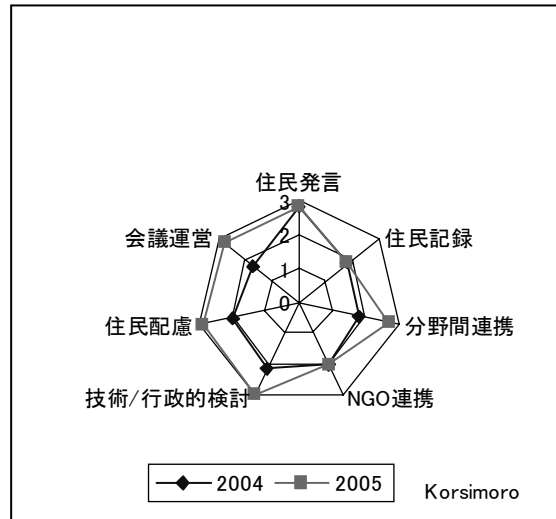 住民発言
3
会議運営 住民記録
2
1
0
住民配慮 分野間連携
技術/行政的検討 NGO連携
2004 2005
Korsimoro